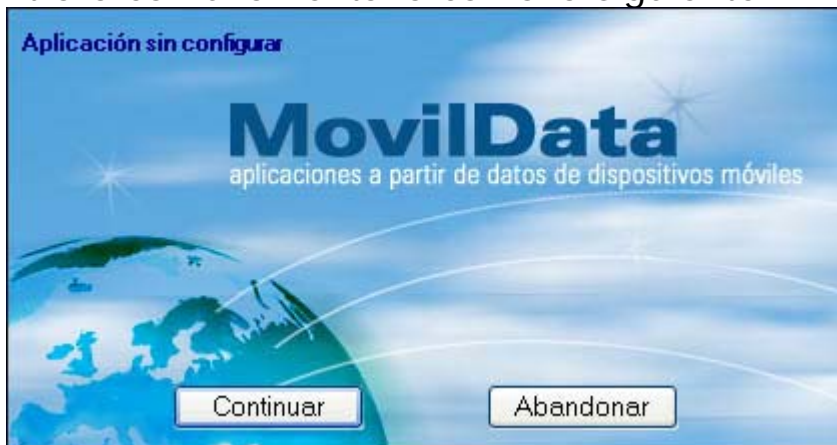 Aplicación sin configurar
MovilData
aplicaciones a partir de datos de dispositivos móviles
Continuar
Abandonar